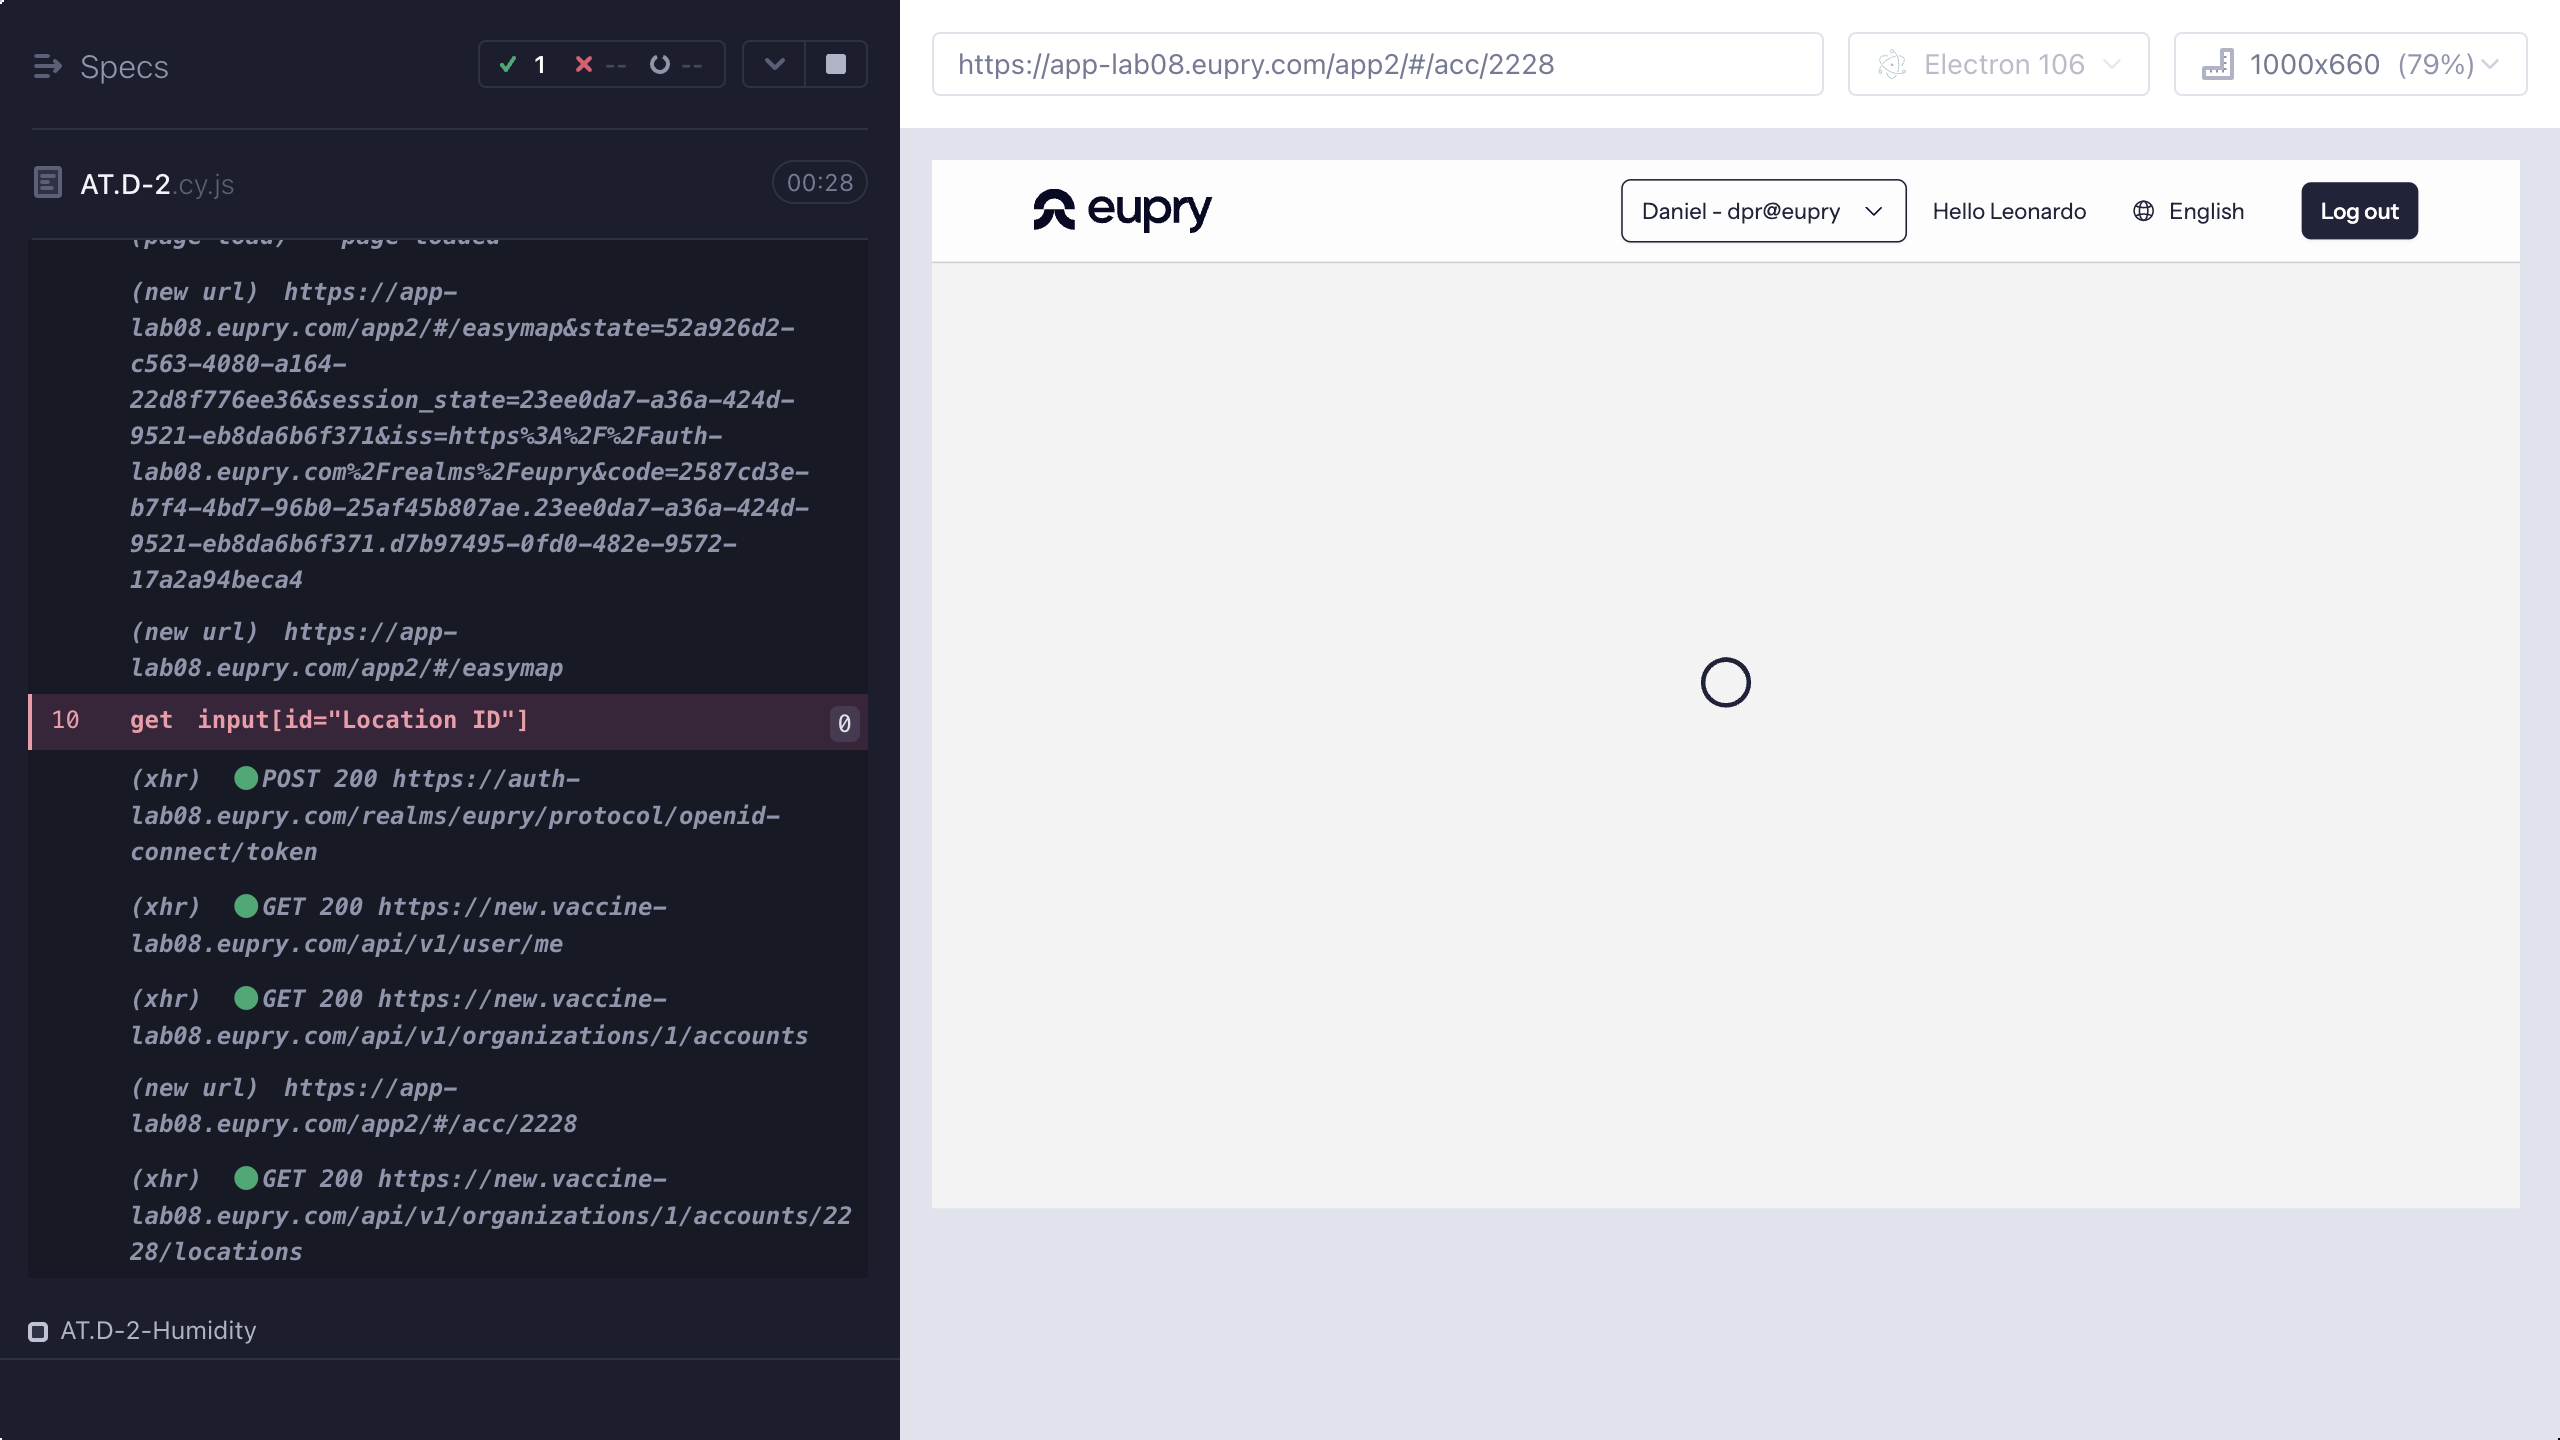 Specs
1
--
--
AT.D-2.cy.js
00:28
(page load) page loaded
(new url) https://app-
lab08.eupry.com/app2/#/easymap&state=52a926d2-
c563-4080-a164-
22d8f776ee36&session_state=23ee0da7-a36a-424d-
9521-eb8da6b6f371&iss=https%3A%2F%2Fauth-
lab08.eupry.com%2Frealms%2Feupry&code=2587cd3e-
b7f4-4bd7-96b0-25af45b807ae.23ee0da7-a36a-424d-
9521-eb8da6b6f371.d7b97495-0fd0-482e-9572-
17a2a94beca4
(new url) https://app-
lab08.eupry.com/app2/#/easymap
10 get input[id="Location ID"] 0
(xhr) POST 200 https://auth-
lab08.eupry.com/realms/eupry/protocol/openid-
connect/token
(xhr) GET 200 https://new.vaccine-
lab08.eupry.com/api/v1/user/me
(xhr) GET 200 https://new.vaccine-
lab08.eupry.com/api/v1/organizations/1/accounts
(new url) https://app-
lab08.eupry.com/app2/#/acc/2228
(xhr) GET 200 https://new.vaccine-
lab08.eupry.com/api/v1/organizations/1/accounts/22
28/locations
AT.D-2-Humidity
https://app-lab08.eupry.com/app2/#/acc/2228
Electron 106
1000x660 (79%)
eupry
Daniel - dpr@eupry
Hello Leonardo
English
Log out